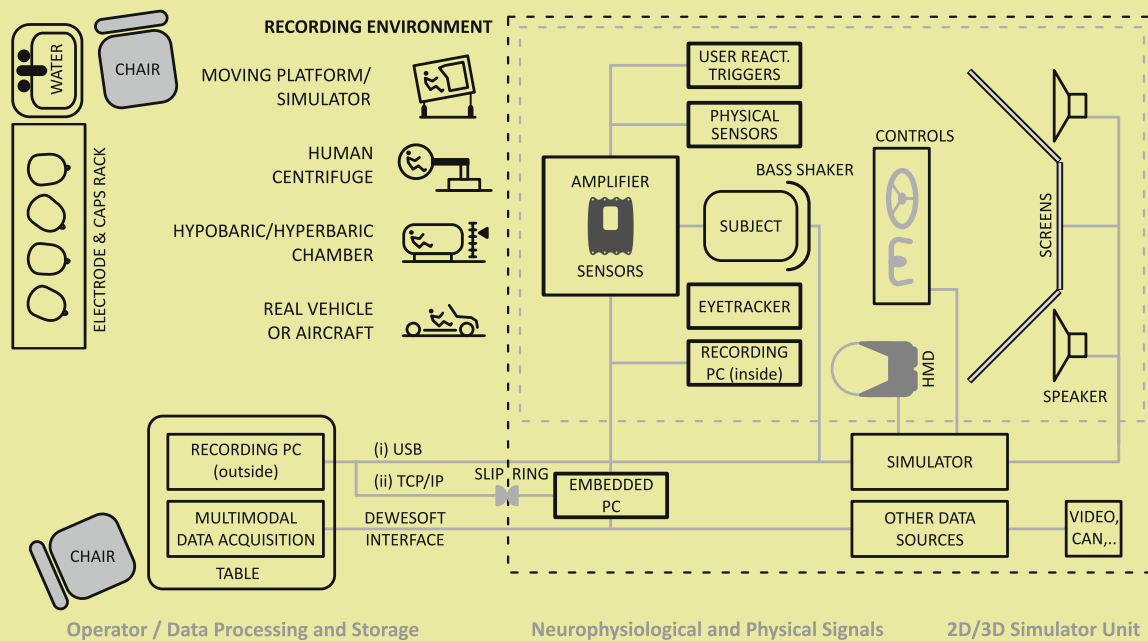 RECORDING ENVIRONMENT
WATER
CHAIR
MOVING PLATFORM/
SIMULATOR
HUMAN
CENTRIFUGE
HYPOBARIC/HYPERBARIC
CHAMBER
REAL VEHICLE
OR AIRCRAFT
ELECTRODE & CAPS RACK
USER REACT.
TRIGGERS
PHYSICAL
SENSORS
AMPLIFIER
SENSORS
BASS SHAKER
SUBJECT
EYETRACKER
RECORDING
PC (inside)
CONTROLS
HMD
SCREENS
SPEAKER
RECORDING PC
(outside)
MULTIMODAL
DATA ACQUISITION
TABLE
CHAIR
(i) USB
(ii) TCP/IP
SLIP RING
DEWESOFT
INTERFACE
EMBEDDED
PC
SIMULATOR
OTHER DATA
SOURCES
VIDEO,
CAN,..
Operator / Data Processing and Storage
Neurophysiological and Physical Signals
2D/3D Simulator Unit